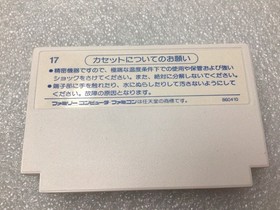 17 カセットについてのお願い
●精密機器ですので、極端な温度条件下での使用や保管および強い
ショックをさけてください。また、絶対に分解しないでください。
●端子部に手を触れたり、水にぬらしたりして汚さないようにして
ください。故障の原因となります。
ファミリーコンピュータ ファミコンは任天堂の商標です。